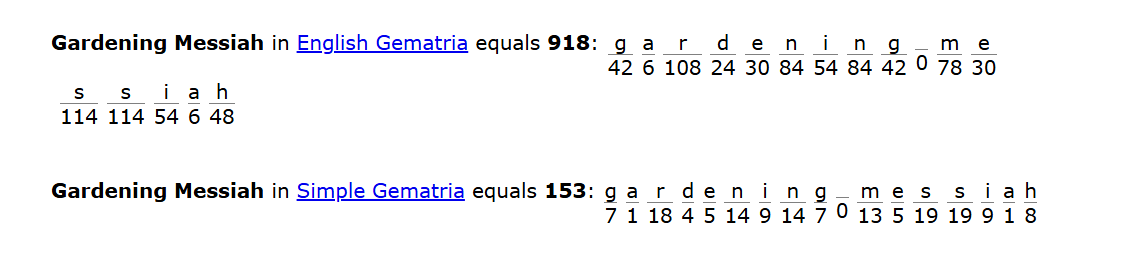 Gardening Messiah in English Gematria equals 918: g a r d e n i n g _ m e
42 6 108 24 30 84 54 84 42 0 78 30
s s i a h
114 114 54 6 48
Gardening Messiah in Simple Gematria equals 153: g a r d e n i n g _ m e s s i a h
7 1 18 4 5 14 9 14 7 0 13 5 19 19 9 1 8